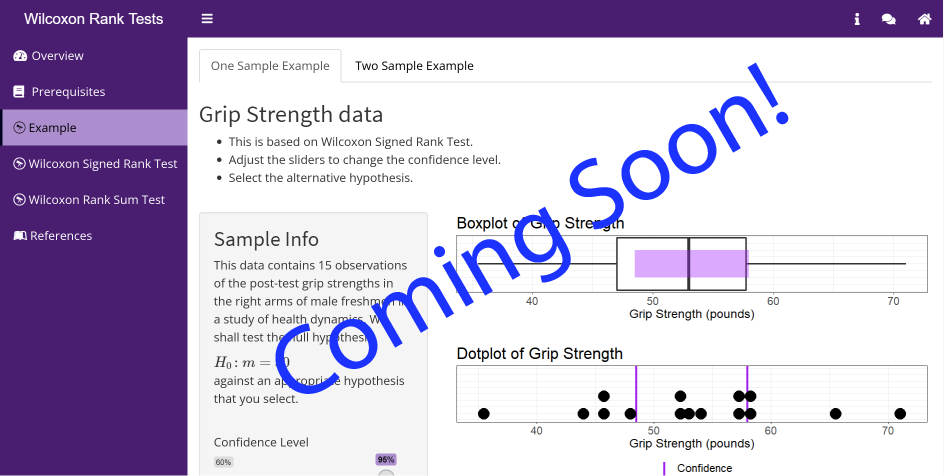 Wilcoxon Rank Tests
Overview
Prerequisites
Example
Wilcoxon Signed Rank Test
Wilcoxon Rank Sum Test
References
One Sample Example
Two Sample Example
Grip Strength data
This is based on Wilcoxon Signed Rank Test.
Adjust the sliders to change the confidence level.
Select the alternative hypothesis.
Coming Soon!
Sample Info
This data contains 15 observations
of the post-test grip strengths in
the right arms of male freshmen in
a study of health dynamics. We
shall test the null hypothesis
H₀ : m =
against an appropriate hypothesis
that you select.
Confidence Level
60%
95%
Boxplot of Grip Strength
40 50 60 70
Grip Strength (pounds)
Dotplot of Grip Strength
40 50 60 70
Grip Strength (pounds)
Confidence